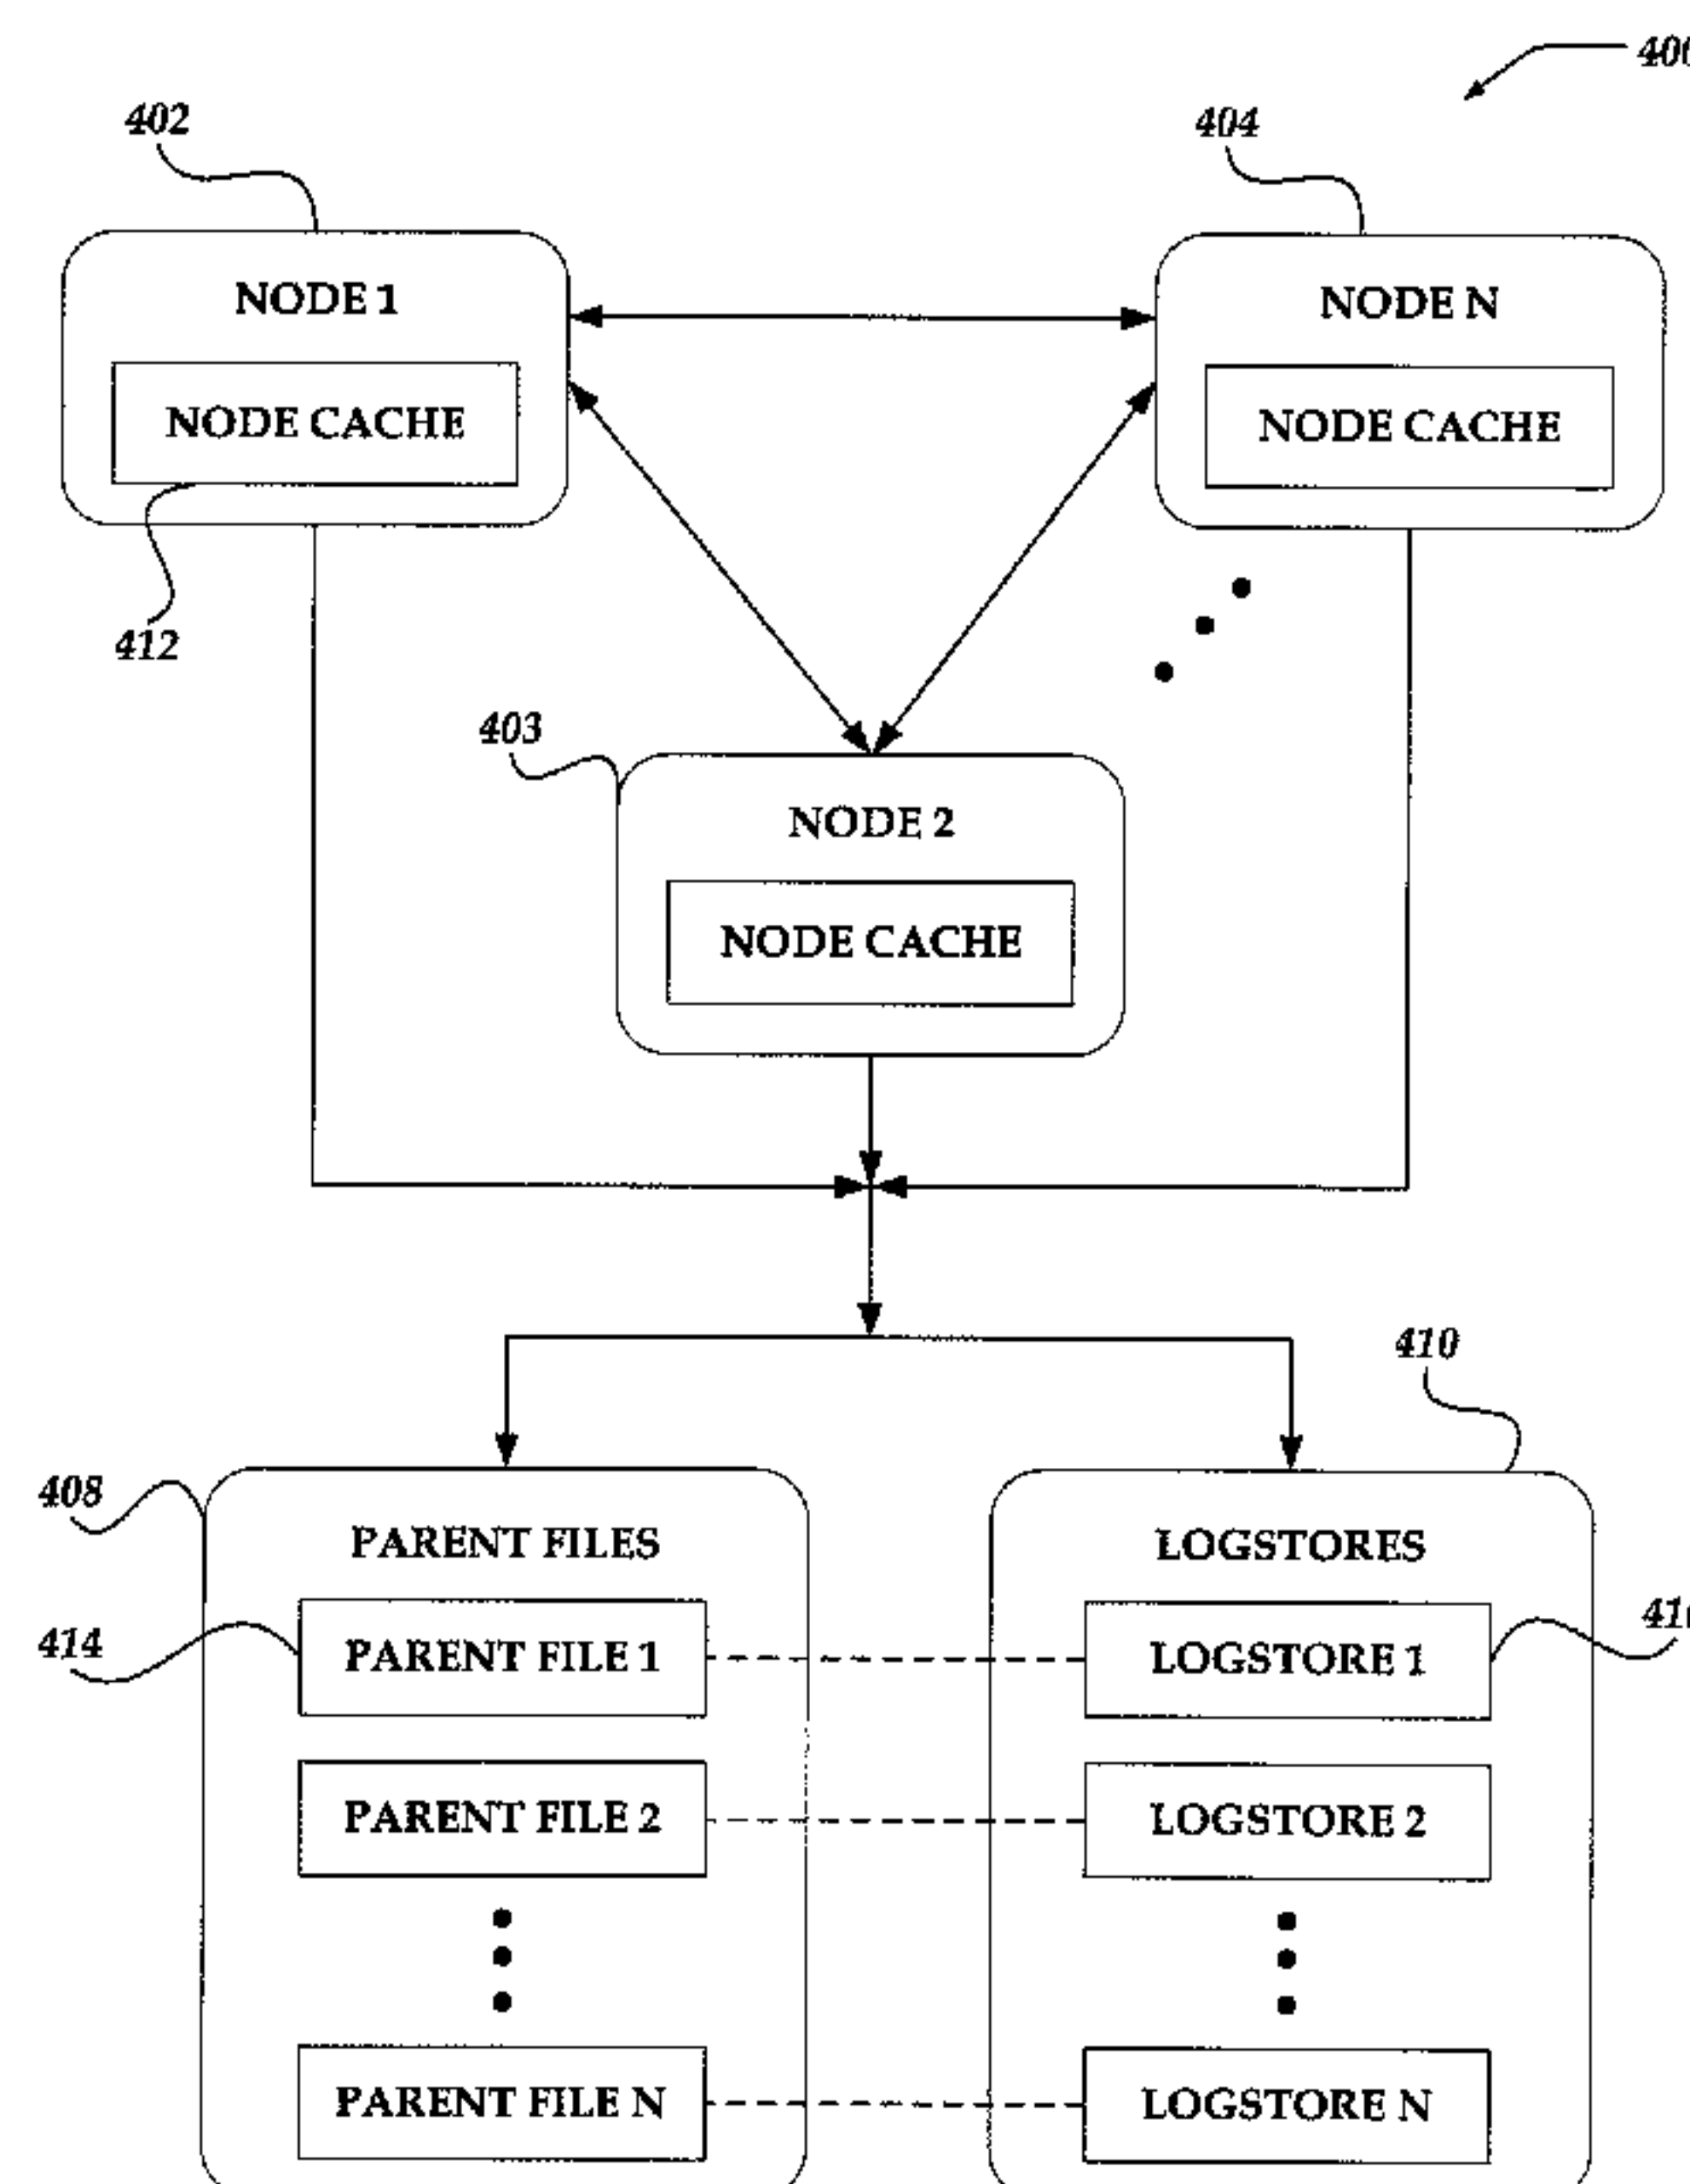 402
404
NODE 1
NODE N
NODE CACHE
NODE CACHE
412
403
NODE 2
NODE CACHE
410
408
PARENT FILES
LOGSTORES
414
PARENT FILE 1
LOGSTORE 1
PARENT FILE 2
LOGSTORE 2
PARENT FILE N
LOGSTORE N